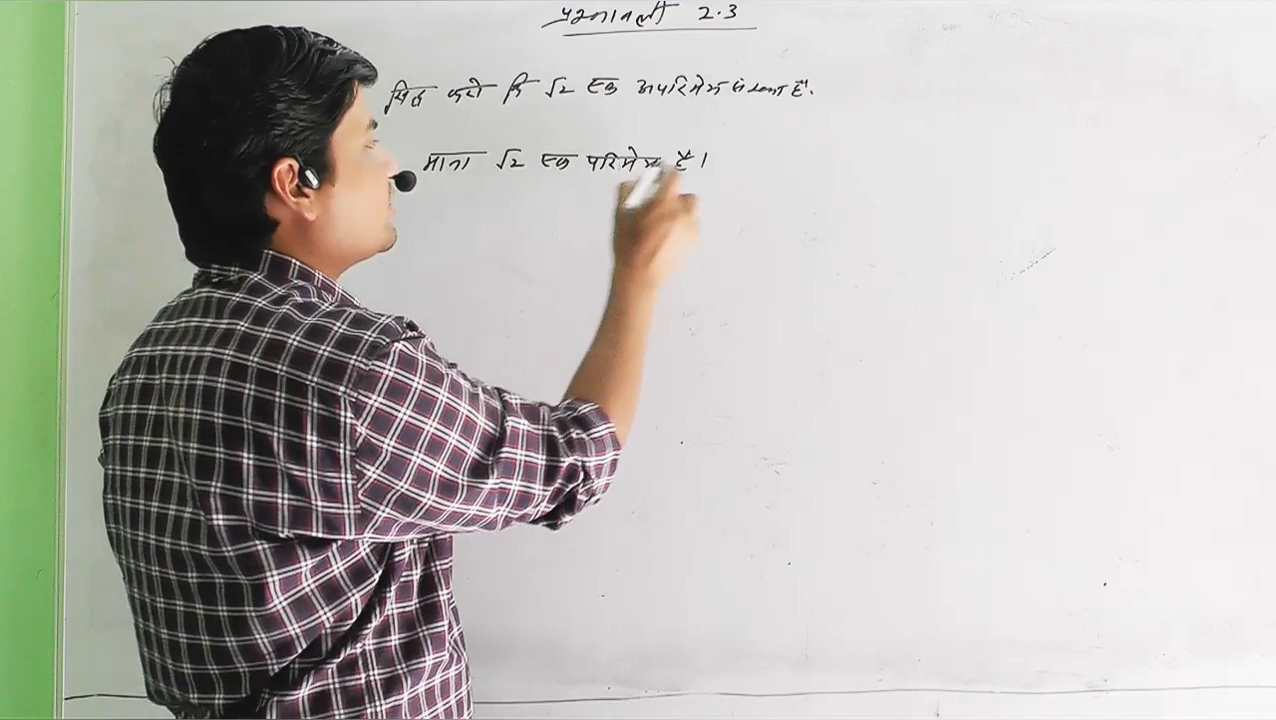 प्रश्नावली 2.3
सिद्ध करो कि √2 एक अपरिमेय संख्या है.
माना √2 एक परिमेय है।